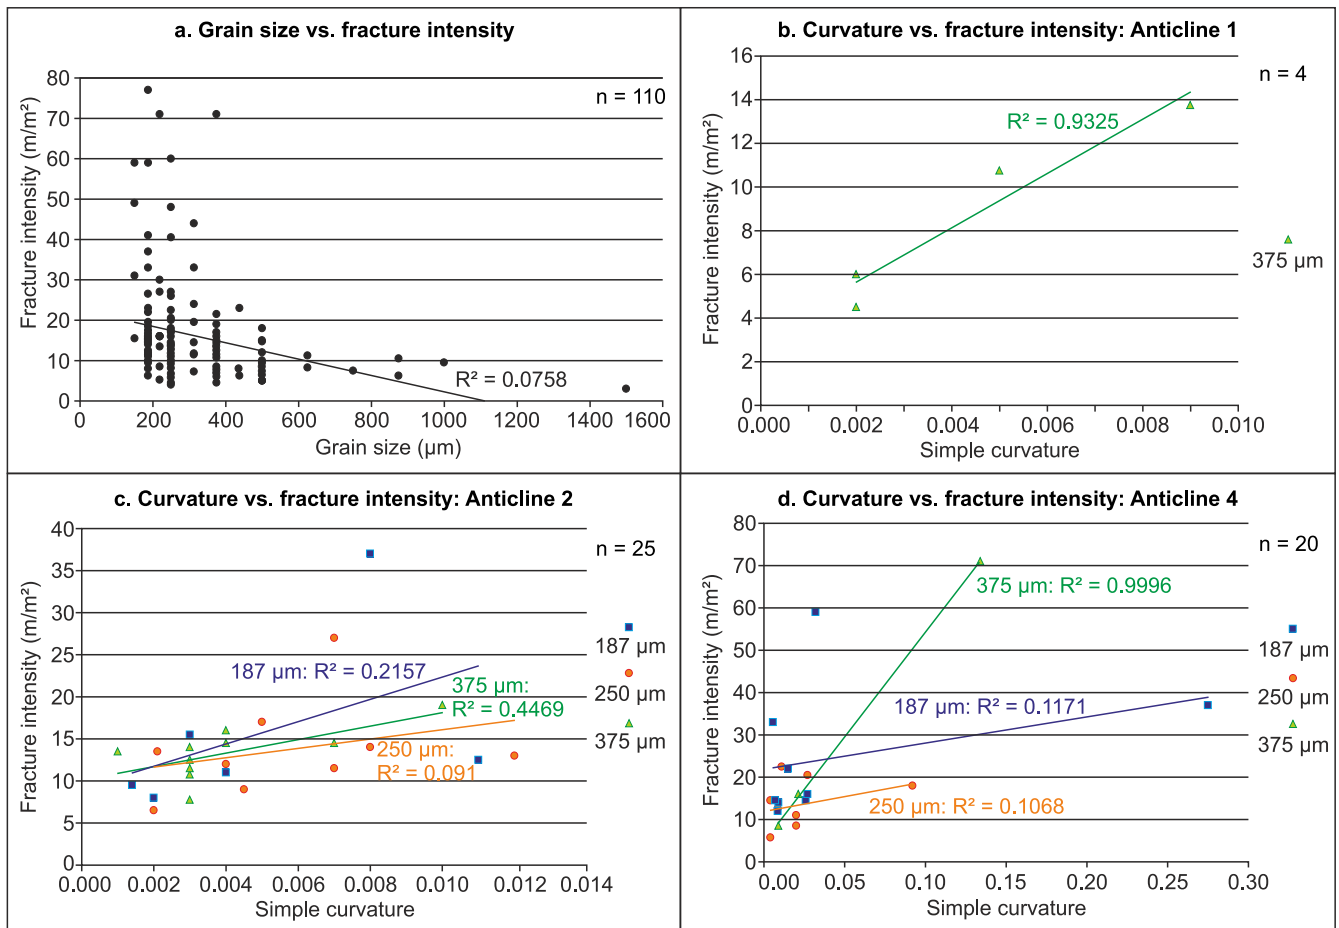 a. Grain size vs. fracture intensity
n = 110
Fracture intensity (m/m²)
80
70
60
50
40
30
20
10
0
R² = 0.0758
0 200 400 600 800 1000 1200 1400 1600
Grain size (µm)
b. Curvature vs. fracture intensity: Anticline 1
n = 4
Fracture intensity (m/m²)
16
14
12
10
8
6
4
2
0
R² = 0.9325
375 µm
0.000 0.002 0.004 0.006 0.008 0.010
Simple curvature
c. Curvature vs. fracture intensity: Anticline 2
n = 25
Fracture intensity (m/m²)
40
35
30
25
20
15
10
5
0
187 µm: R² = 0.2157
375 µm:
R² = 0.4469
250 µm:
R² = 0.091
187 µm
250 µm
375 µm
0.000 0.002 0.004 0.006 0.008 0.010 0.012 0.014
Simple curvature
d. Curvature vs. fracture intensity: Anticline 4
n = 20
Fracture intensity (m/m²)
80
70
60
50
40
30
20
10
0
375 µm: R² = 0.9996
187 µm: R² = 0.1171
250 µm: R² = 0.1068
187 µm
250 µm
375 µm
0.00 0.05 0.10 0.15 0.20 0.25 0.30
Simple curvature